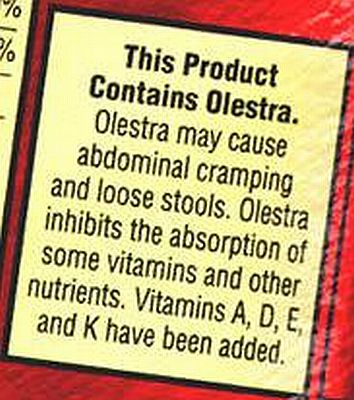 %
%
This Product
Contains Olestra.
Olestra may cause
abdominal cramping
and loose stools. Olestra
inhibits the absorption of
some vitamins and other
nutrients. Vitamins A, D, E,
and K have been added.